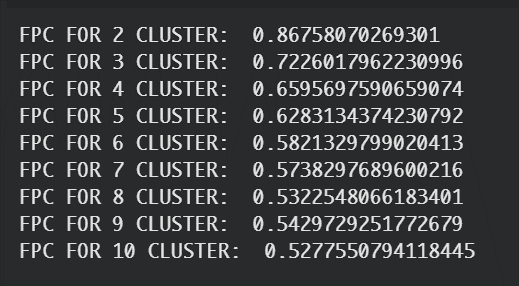 FPC FOR 2 CLUSTER:  0.86758070269301
FPC FOR 3 CLUSTER:  0.7226017962230996
FPC FOR 4 CLUSTER:  0.6595697590659074
FPC FOR 5 CLUSTER:  0.6283134374230792
FPC FOR 6 CLUSTER:  0.5821329799020413
FPC FOR 7 CLUSTER:  0.5738297689600216
FPC FOR 8 CLUSTER:  0.5322548066183401
FPC FOR 9 CLUSTER:  0.5429729251772679
FPC FOR 10 CLUSTER:  0.5277550794118445